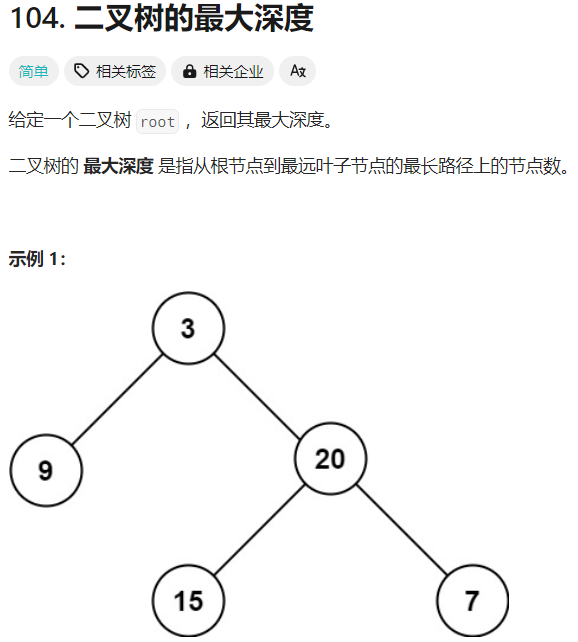 104. 二叉树的最大深度
简单 相关标签 相关企业 Aな
给定一个二叉树 root ，返回其最大深度。
二叉树的 最大深度 是指从根节点到最远叶子节点的最长路径上的节点数。
示例 1：
3
9
20
15
7